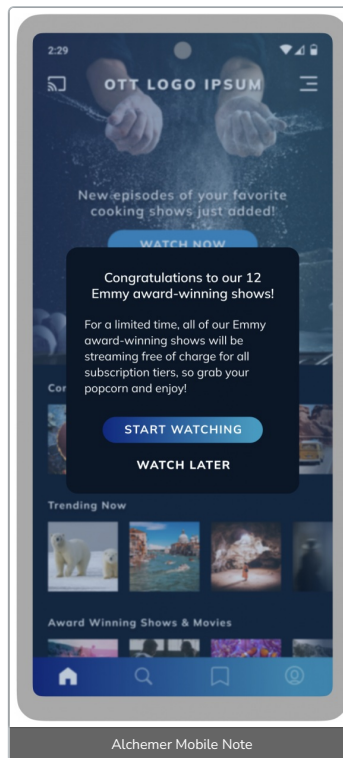 2:29
OTT LOGO IPSUM
New episodes of your favorite
cooking shows just added!
WATCH NOW
Congratulations to our 12
Emmy award-winning shows!
For a limited time, all of our Emmy
award-winning shows will be
streaming free of charge for all
subscription tiers, so grab your
popcorn and enjoy!
START WATCHING
WATCH LATER
Trending Now
Award Winning Shows & Movies
Alchemer Mobile Note